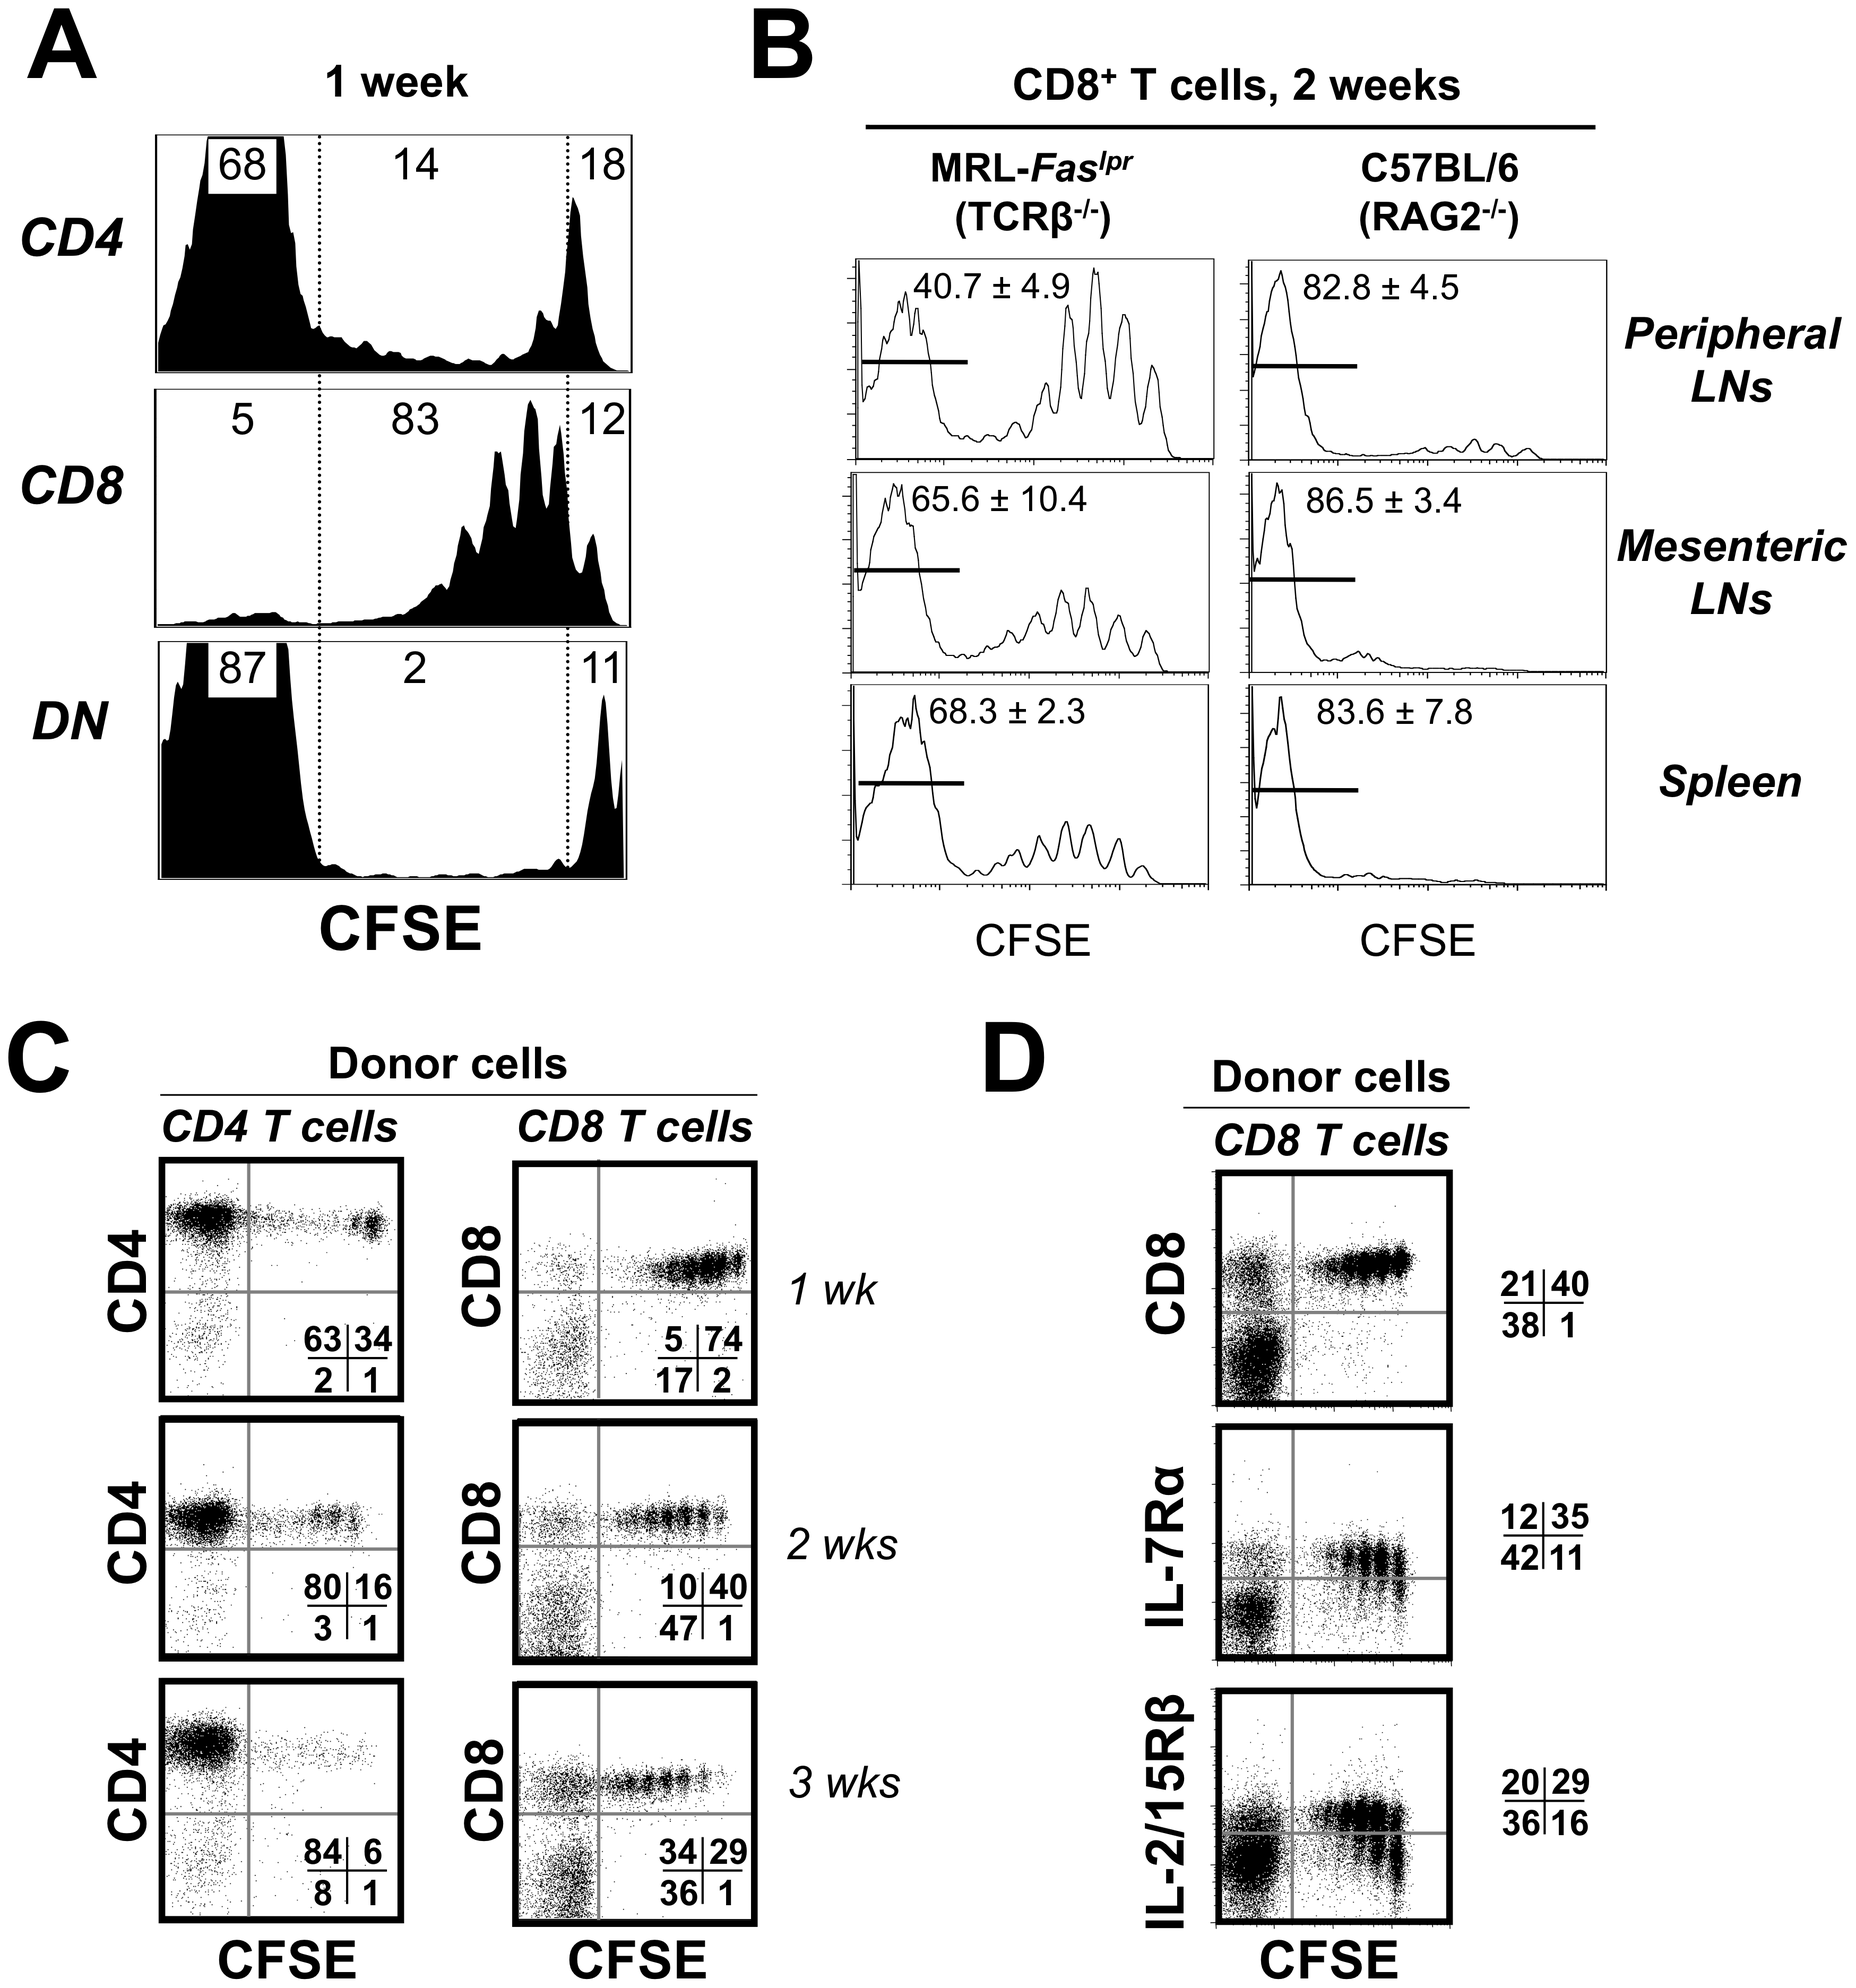 A
1 week
CD4
68 14 18
CD8
5 83 12
DN
87 2 11
CFSE
B
CD8+ T cells, 2 weeks
MRL-Faslpr
(TCRβ-/-)
C57BL/6
(RAG2-/-)
40.7 ± 4.9
82.8 ± 4.5
Peripheral
LNs
65.6 ± 10.4
86.5 ± 3.4
Mesenteric
LNs
68.3 ± 2.3
83.6 ± 7.8
Spleen
CFSE
CFSE
C
Donor cells
CD4 T cells
CD8 T cells
CD4
63 34
2 1
CD8
5 74
17 2
1 wk
CD4
80 16
3 1
CD8
10 40
47 1
2 wks
CD4
84 6
8 1
CD8
34 29
36 1
3 wks
CFSE
CFSE
D
Donor cells
CD8 T cells
CD8
21 40
38 1
IL-7Rα
12 35
42 11
IL-2/15Rβ
20 29
36 16
CFSE